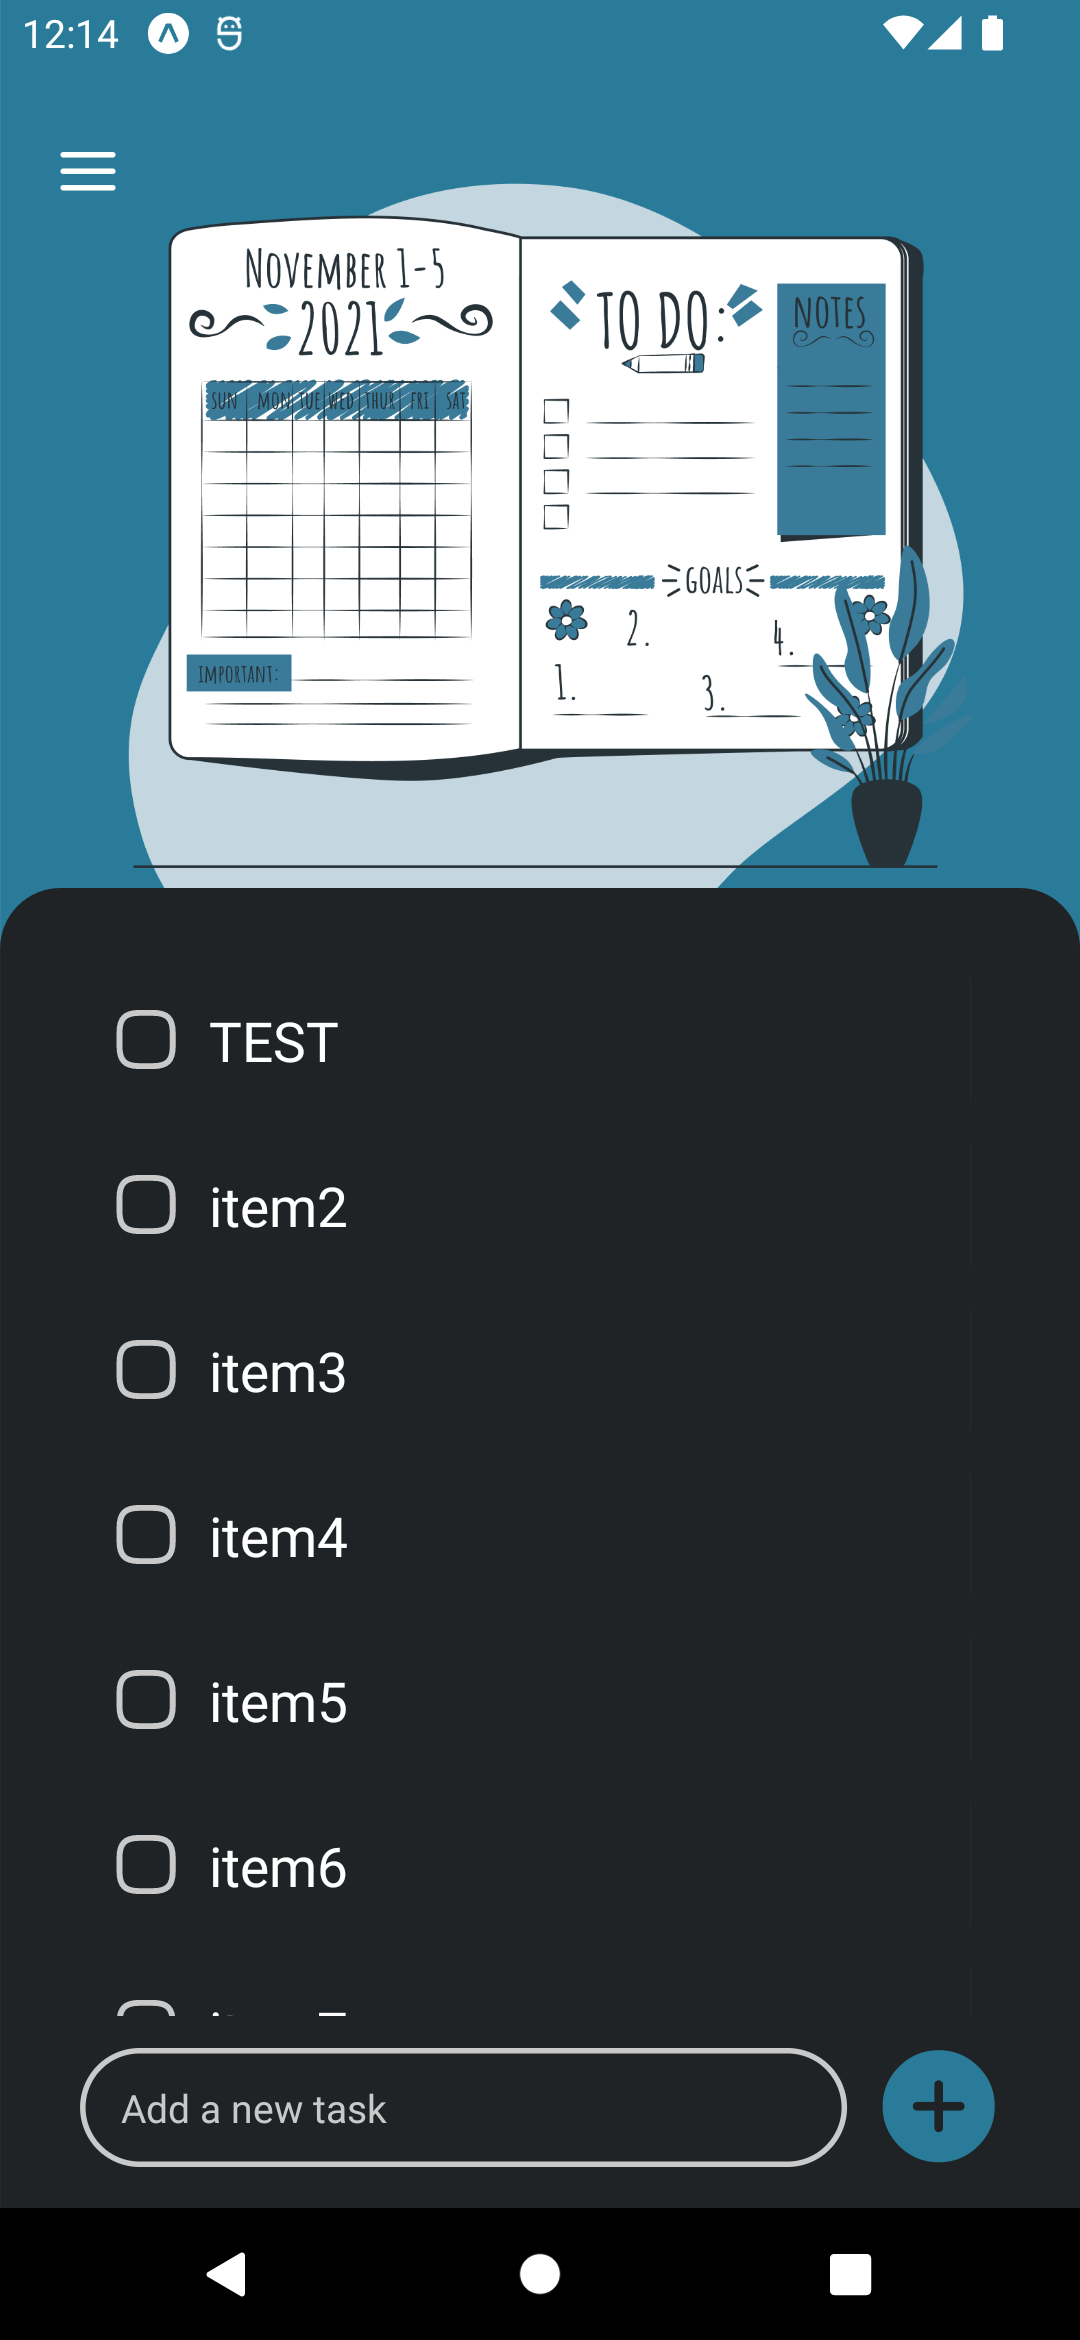 12:14
NOVEMBER 1-5
2021
SUN MON TUE WED THUR FRI SAT
IMPORTANT:
TO DO:
NOTES
GOALS
1.
2.
3.
4.
TEST
item2
item3
item4
item5
item6
Add a new task